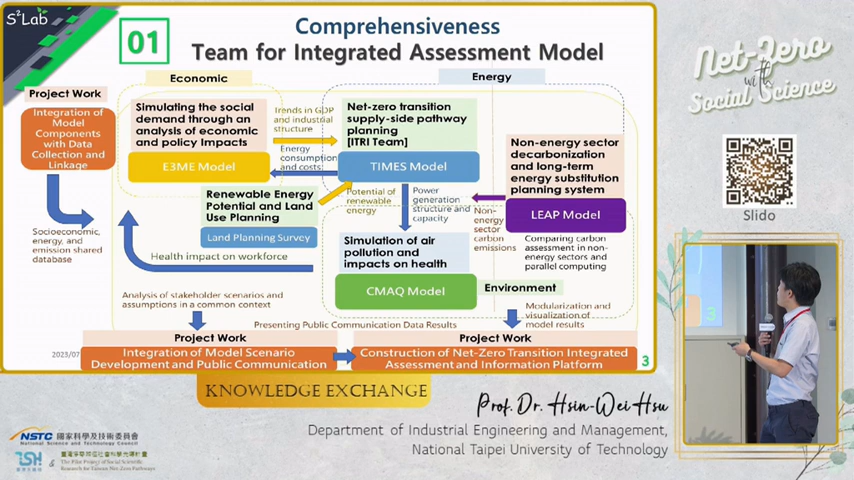 S²Lab
01
Comprehensiveness
Team for Integrated Assessment Model
Economic
Energy
Project Work
Integration of
Model
Components
with Data
Collection and
Linkage
Socioeconomic,
energy, and
emission shared
database
Simulating the social
demand through an
analysis of economic
and policy Impacts
E3ME Model
Trends in GDP
and industrial
structure
Energy
consumption
and costs
Net-zero transition
supply-side pathway
planning
[ITRI Team]
TIMES Model
Non-energy sector
decarbonization
and long-term
energy substitution
planning system
LEAP Model
Comparing carbon
assessment in non-
energy sectors and
parallel computing
Renewable Energy
Potential and Land
Use Planning
Land Planning Survey
Potential of
renewable
energy
Power
generation
structure and
capacity
Non-
energy
sector
carbon
emissions
Health impact on workforce
Simulation of air
pollution and
impacts on health
CMAQ Model
Environment
Analysis of stakeholder scenarios and
assumptions in a common context
Modularization and
visualization of
model results
Presenting Public Communication Data Results
Project Work
Integration of Model Scenario
Development and Public Communication
Project Work
Construction of Net-Zero Transition Integrated
Assessment and Information Platform
2023/07
3
Net-Zero
with
Social Science
Slido
3
KNOWLEDGE EXCHANGE
Prof. Dr. Hsin-Wei Hsu
Department of Industrial Engineering and Management,
National Taipei University of Technology
NSTC 國家科學及技術委員會
National Science and Technology Council
&